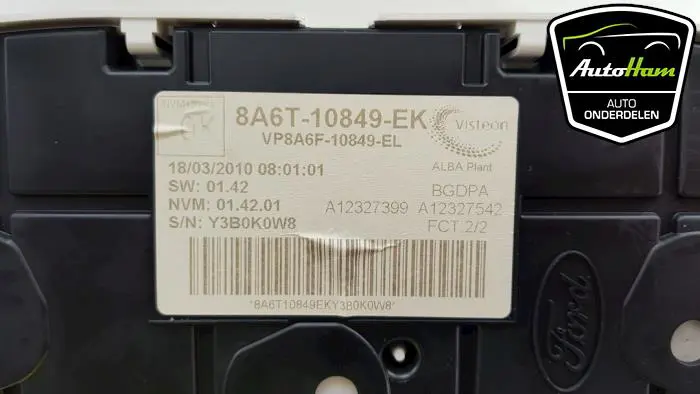 8A6T-10849-EK
VP8A6F-10849-EL
Visteon
ALBA Plant
18/03/2010 08:01:01
SW: 01.42
NVM: 01.42.01
S/N: Y3B0K0W8
BGDPA
A12327399 A12327542
FCT 2/2
*8A6T10849EKY3B0K0W8*
Ford
AutoHam
AUTO
ONDERDELEN